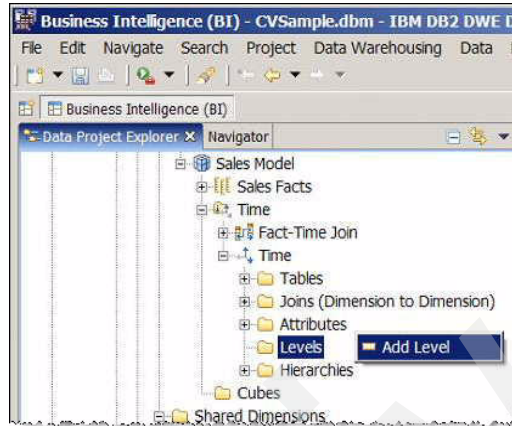 Business Intelligence (BI) - CVSample.dbm - IBM DB2 DWE D
File Edit Navigate Search Project Data Warehousing Data
Business Intelligence (BI)
Data Project Explorer Navigator
Sales Model
Sales Facts
Time
Fact-Time Join
Time
Tables
Joins (Dimension to Dimension)
Attributes
Levels Add Level
Hierarchies
Cubes
Shared Dimensions